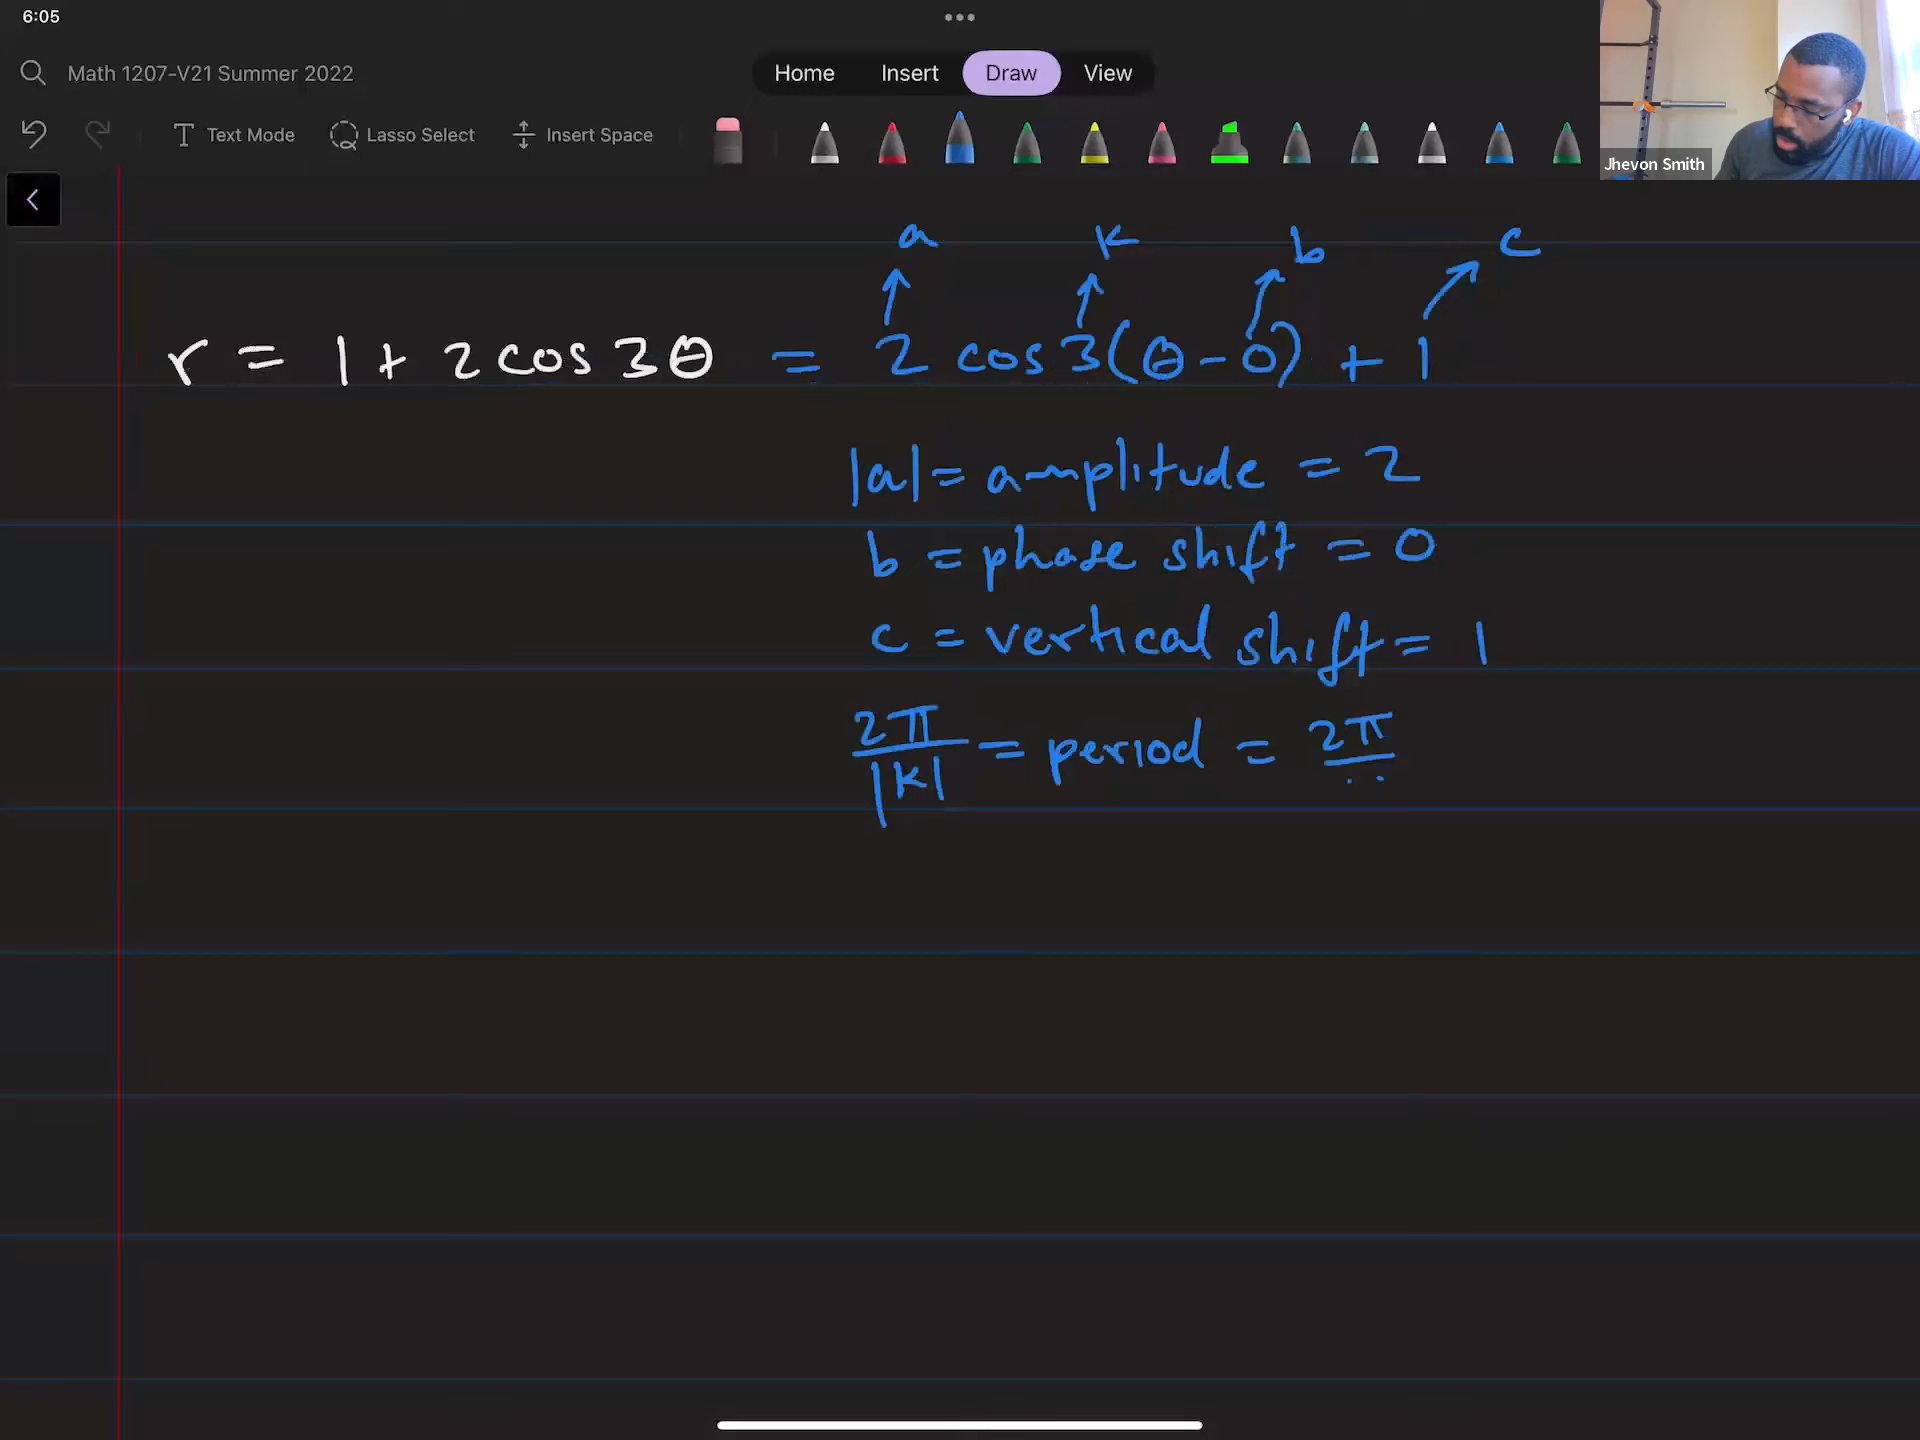 6:05
Math 1207-V21 Summer 2022
Home Insert Draw View
Text Mode Lasso Select Insert Space
Jhevon Smith
a k b c
r = 1 + 2 cos 3θ = 2 cos 3(θ - 0) + 1
|a| = amplitude = 2
b = phase shift = 0
c = vertical shift = 1
2π/|k| = period = 2π